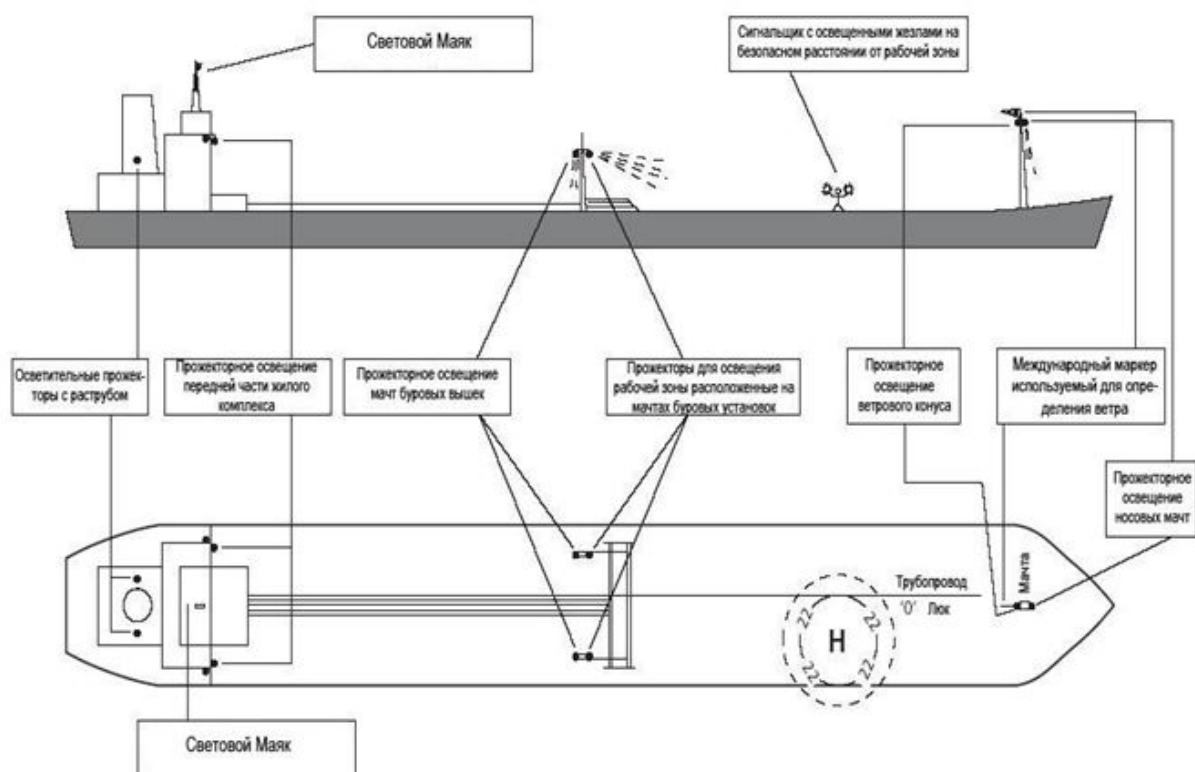 Световой Маяк
Сигнальщик с освещенными жезлами на
безопасном расстоянии от рабочей зоны
Осветительные прожек-
торы с раструбом
Прожекторное освещение
передней части жилого
комплекса
Прожекторное освещение
мачт буровых вышек
Прожекторы для освещения
рабочей зоны расположенные на
мачтах буровых установок
Прожекторное
освещение
ветрового конуса
Международный маркер
используемый для опре-
деления ветра
Прожекторное
освещение
носовых мачт
Мачта
Трубопровод
'0' Люк
22 22
H
22 22
Световой Маяк